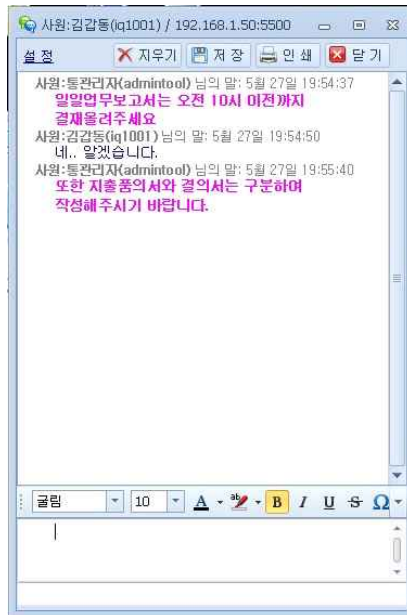 사원:김갑동(iq1001) / 192.168.1.50:5500
설 정 지우기 저 장 인 쇄 닫 기
사원:통관리자(admintool) 님의 말: 5월 27일 19:54:37
일일업무보고서는 오전 10시 이전까지
결재올려주세요
사원:김갑동(iq1001) 님의 말: 5월 27일 19:54:50
네.. 알겠습니다.
사원:통관리자(admintool) 님의 말: 5월 27일 19:55:40
또한 지출품의서와 결의서는 구분하여
작성해주시기 바랍니다.
굴림 10 A ab B I U S Ω